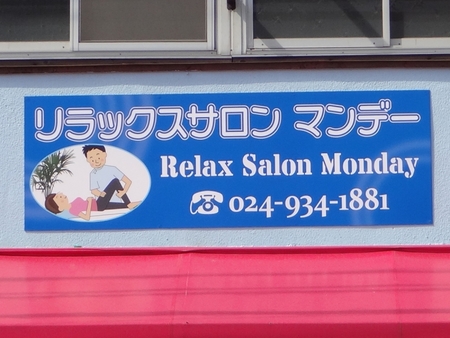 リラックスサロン マンデー
Relax Salon Monday
☎ 024-934-1881